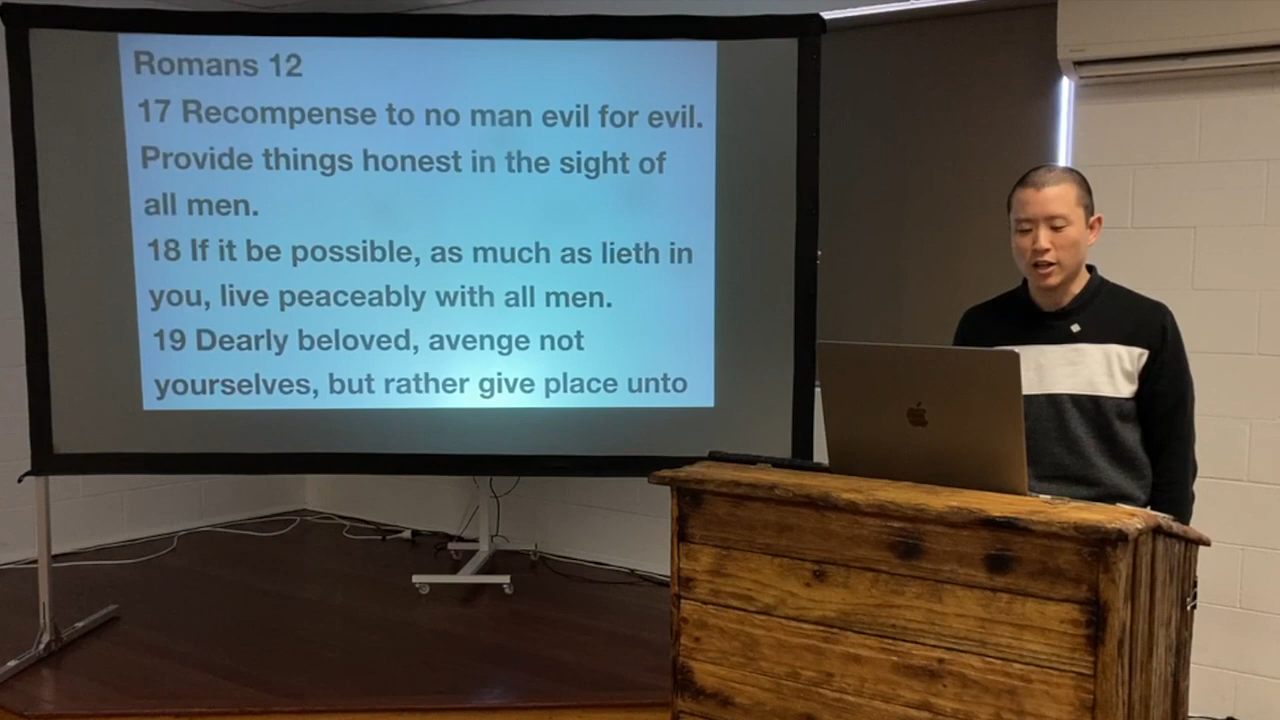 Romans 12
17 Recompense to no man evil for evil.
Provide things honest in the sight of
all men.
18 If it be possible, as much as lieth in
you, live peaceably with all men.
19 Dearly beloved, avenge not
yourselves, but rather give place unto